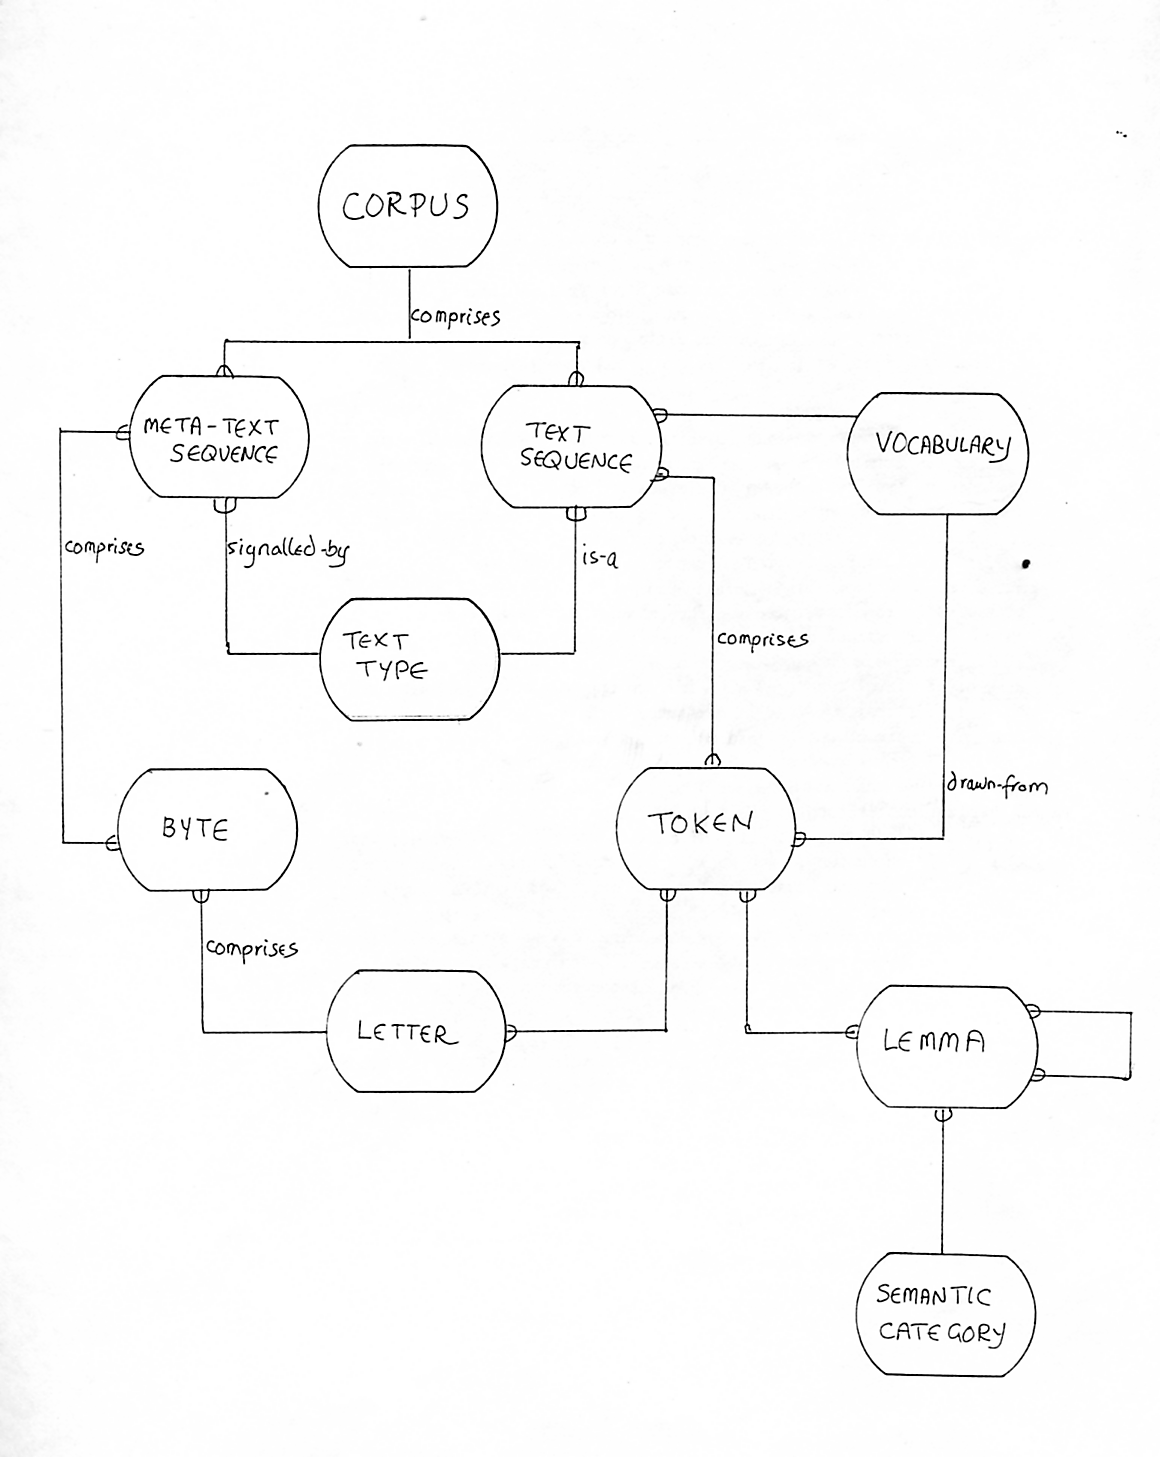 CORPUS
comprises
META-TEXT
SEQUENCE
TEXT
SEQUENCE
VOCABULARY
comprises
signalled-by
is-a
TEXT
TYPE
comprises
drawn-from
BYTE
TOKEN
comprises
LETTER
LEMMA
SEMANTIC
CATEGORY